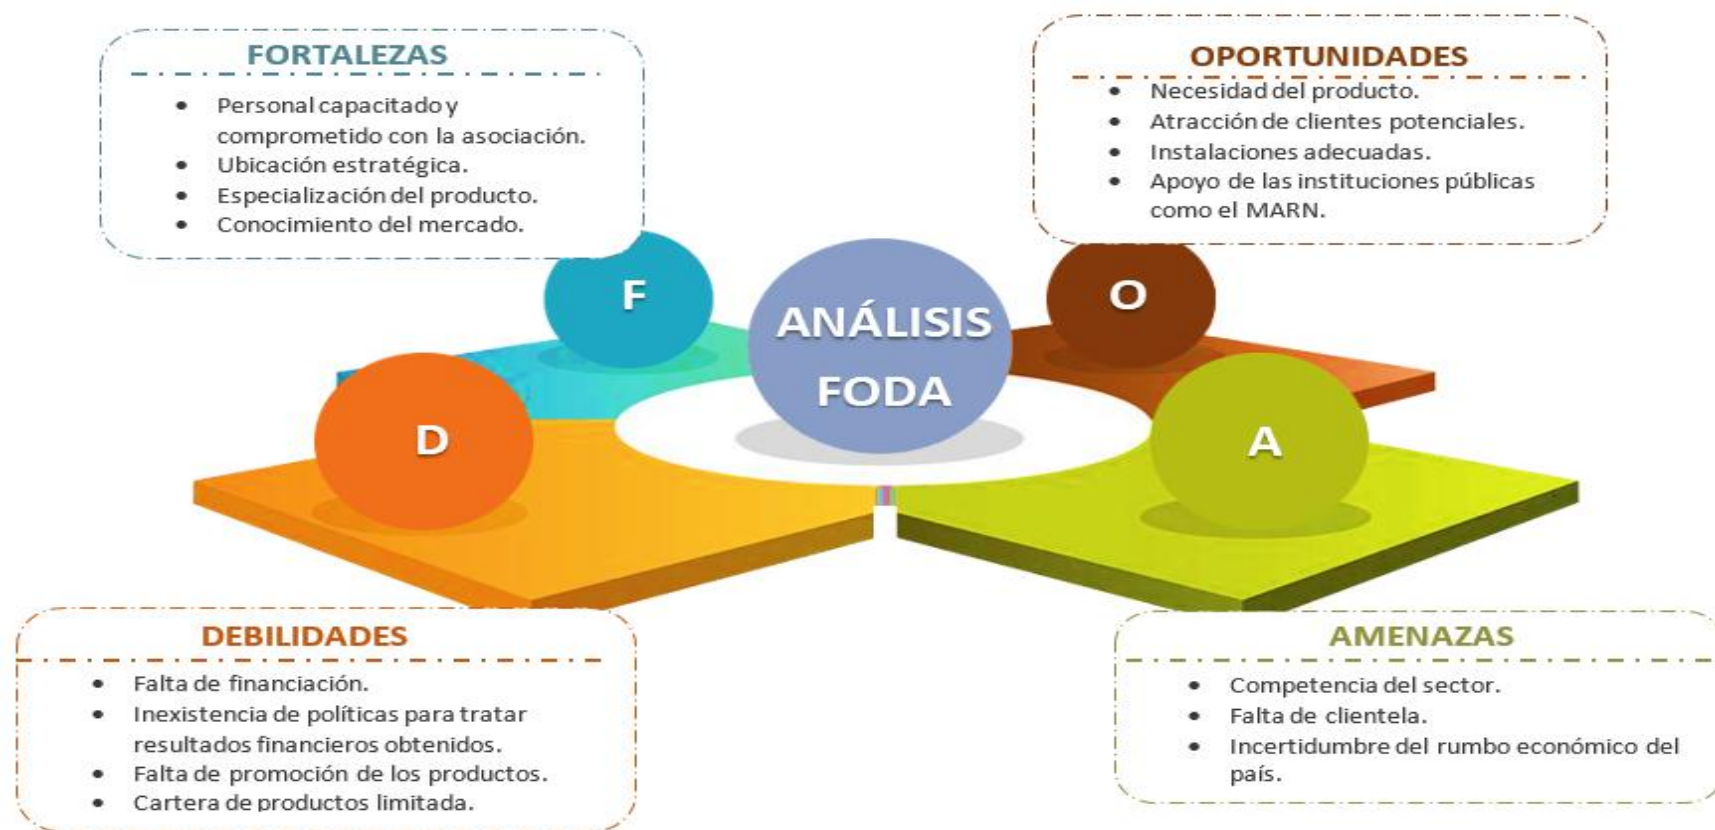 FORTALEZAS
Personal capacitado y
comprometido con la asociación.
Ubicación estratégica.
Especialización del producto.
Conocimiento del mercado.
OPORTUNIDADES
Necesidad del producto.
Atracción de clientes potenciales.
Instalaciones adecuadas.
Apoyo de las instituciones públicas
como el MARN.
F
O
ANÁLISIS
FODA
D
A
DEBILIDADES
Falta de financiación.
Inexistencia de políticas para tratar
resultados financieros obtenidos.
Falta de promoción de los productos.
Cartera de productos limitada.
AMENAZAS
Competencia del sector.
Falta de clientela.
Incertidumbre del rumbo económico del
país.